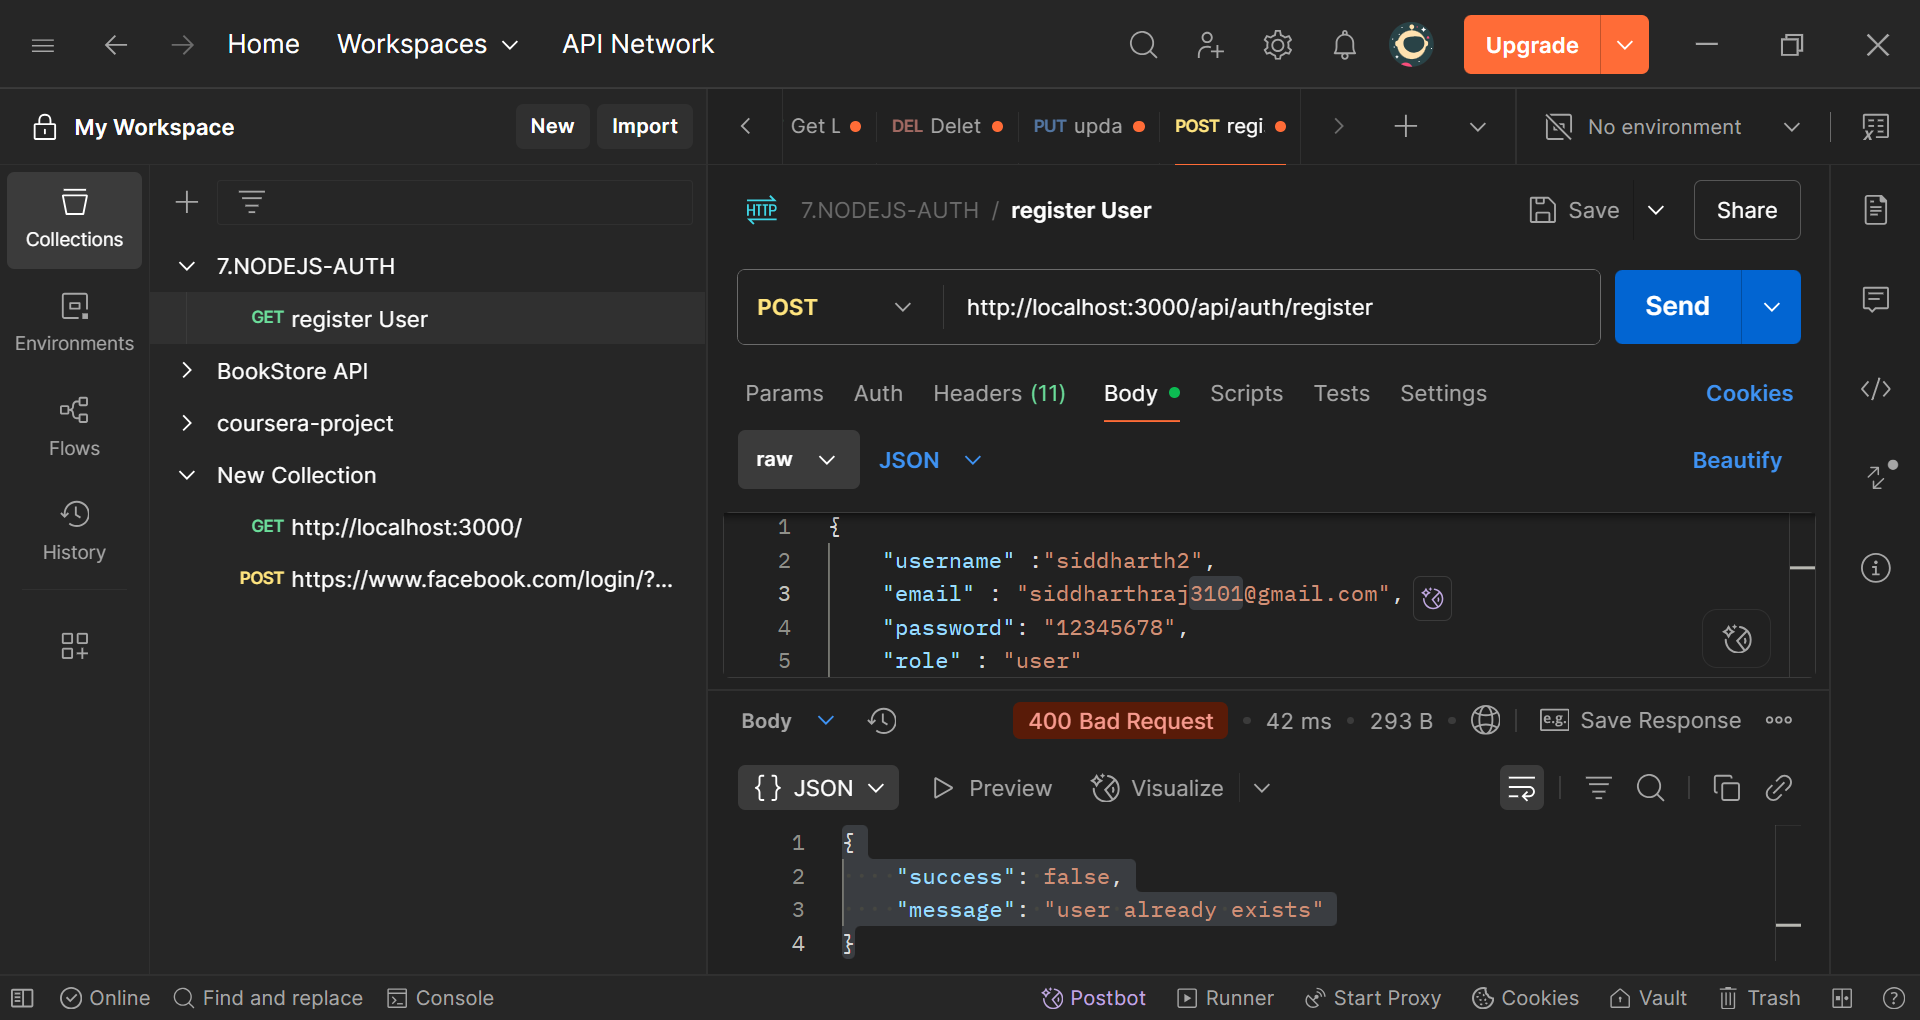 Home Workspaces API Network Upgrade
My Workspace New Import
Get L DEL Delet PUT upda POST regi No environment
Collections
Environments
Flows
History
7.NODEJS-AUTH
GET register User
BookStore API
coursera-project
New Collection
GET http://localhost:3000/
POST https://www.facebook.com/login/?...
HTTP 7.NODEJS-AUTH / register User Save Share
POST http://localhost:3000/api/auth/register Send
Params Auth Headers (11) Body Scripts Tests Settings Cookies
raw JSON Beautify
1 {
2 "username" :"siddharth2",
3 "email" : "siddharthraj3101@gmail.com",
4 "password": "12345678",
5 "role" : "user"
Body 400 Bad Request 42 ms 293 B e.g. Save Response
{} JSON Preview Visualize
1 {
2 "success": false,
3 "message": "user already exists"
4 }
Online Find and replace Console Postbot Runner Start Proxy Cookies Vault Trash